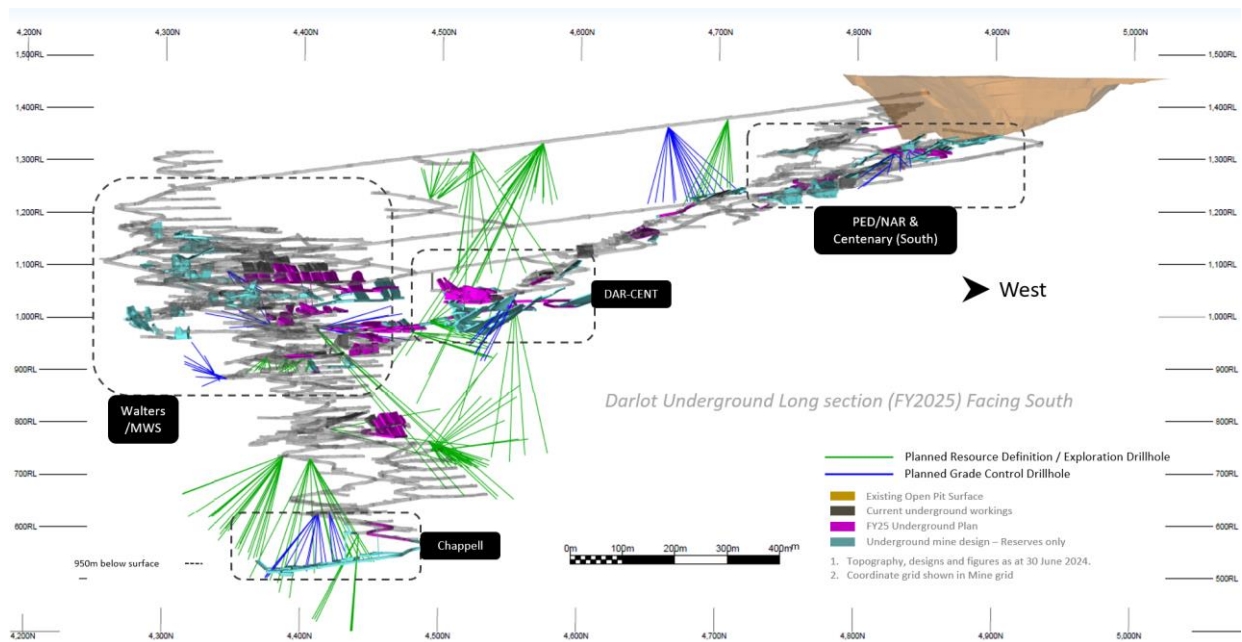 4,200N 4,300N 4,400N 4,500N 4,600N 4,700N 4,800N 4,900N 5,000N
1,500RL 1,500RL
1,400RL 1,400RL
1,300RL 1,300RL
1,200RL 1,200RL
PED/NAR &
Centenary (South)
1,100RL 1,100RL
DAR-CENT
West
1,000RL 1,000RL
900RL 900RL
Walters
/MWS
Darlot Underground Long section (FY2025) Facing South
800RL 800RL
Planned Resource Definition / Exploration Drillhole
700RL 700RL
Planned Grade Control Drillhole
Existing Open Pit Surface
Current underground workings
600RL 600RL
FY25 Underground Plan
Chappell
Underground mine design – Reserves only
0m 100m 200m 300m 400m m
950m below surface
1. Topography, designs and figures as at 30 June 2024.
2. Coordinate grid shown in Mine grid
500RL
4,200N 4,300N 4,400N 4,500N 4,600N 4,700N 4,800N 4,900N 5,000N